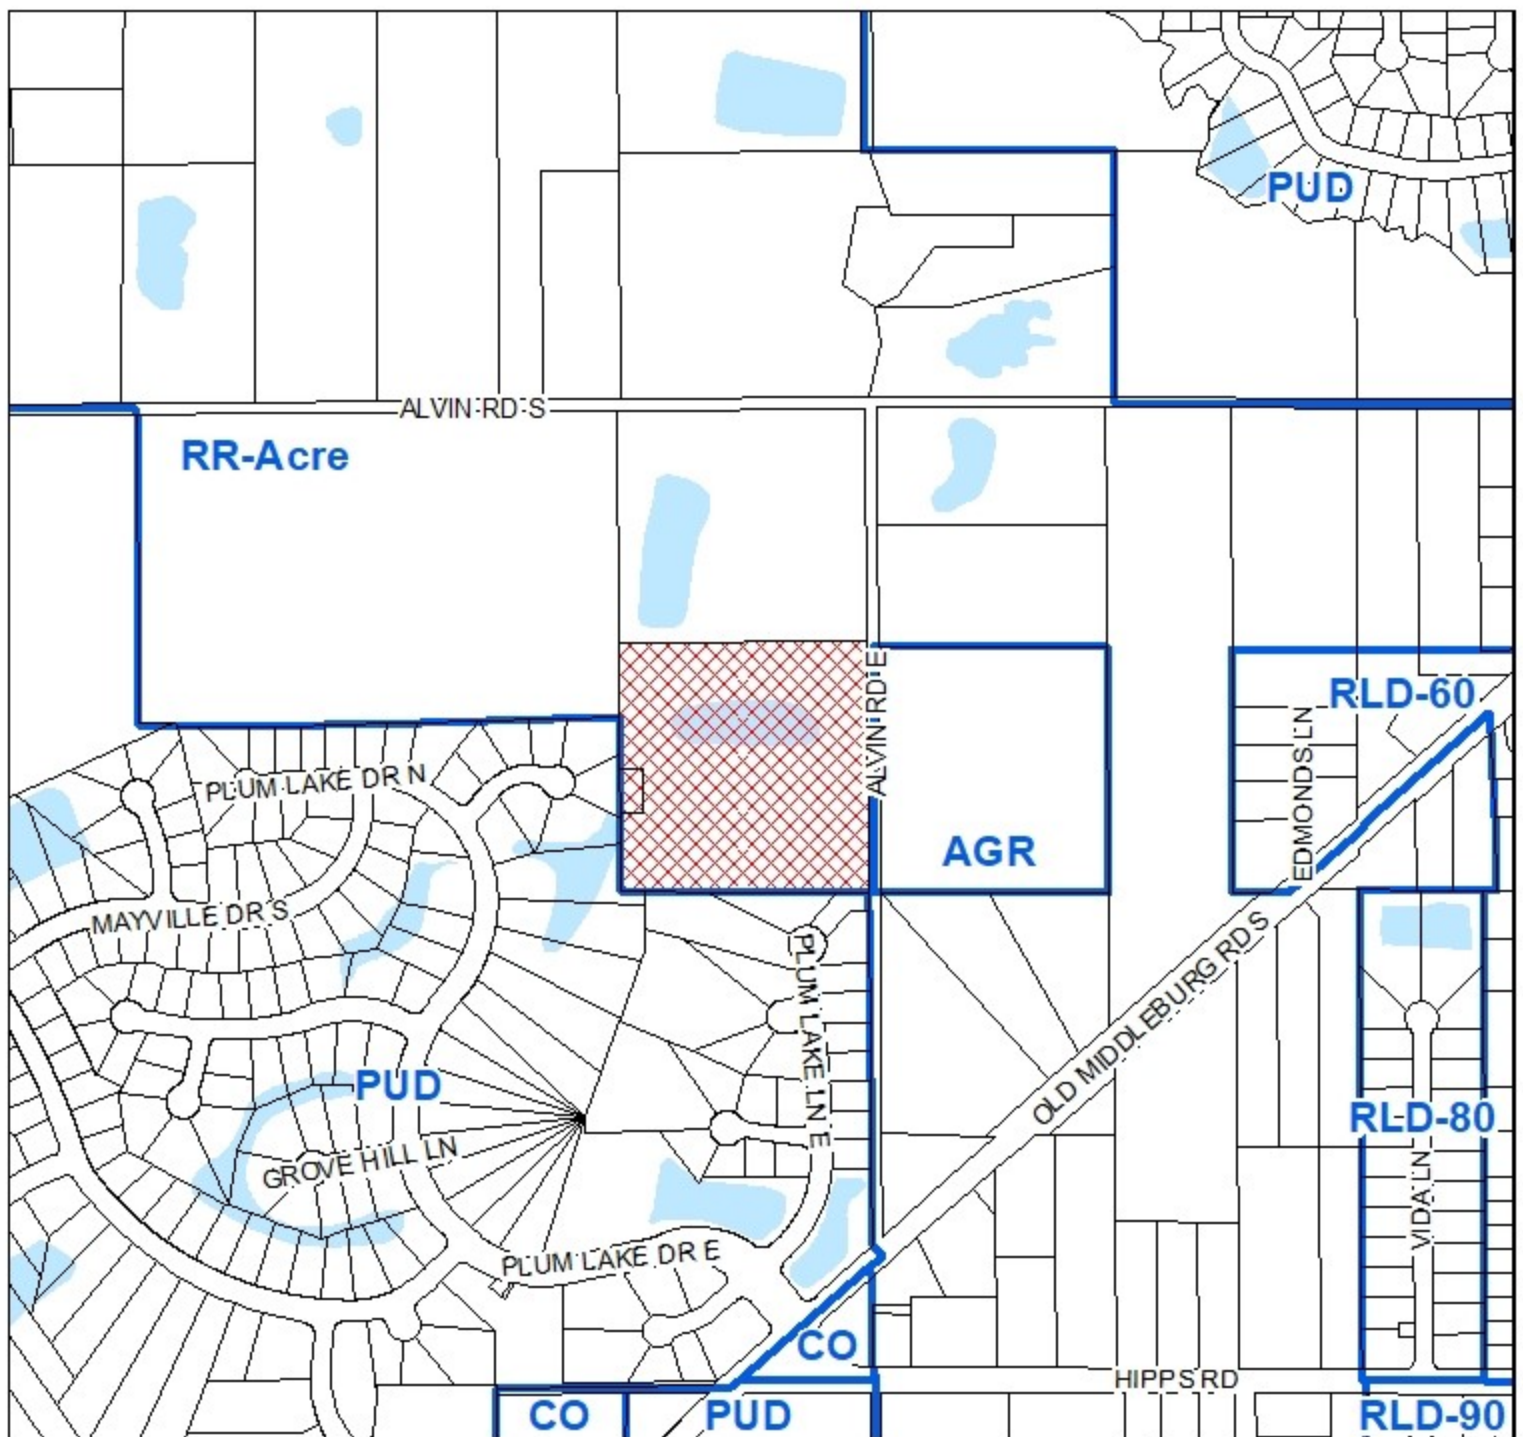 PUD
ALVIN RD S
RR-Acre
ALVIN RD E
RLD-60
EDMONDS LN
PLUM LAKE DR N
AGR
MAYVILLE DR S
PLUM LAKE LN E
OLD MIDDLEBURG RD S
PUD
RLD-80
GROVE HILL LN
VIDA LN
PLUM LAKE DR E
CO
HIPPS RD
CO
PUD
RLD-90